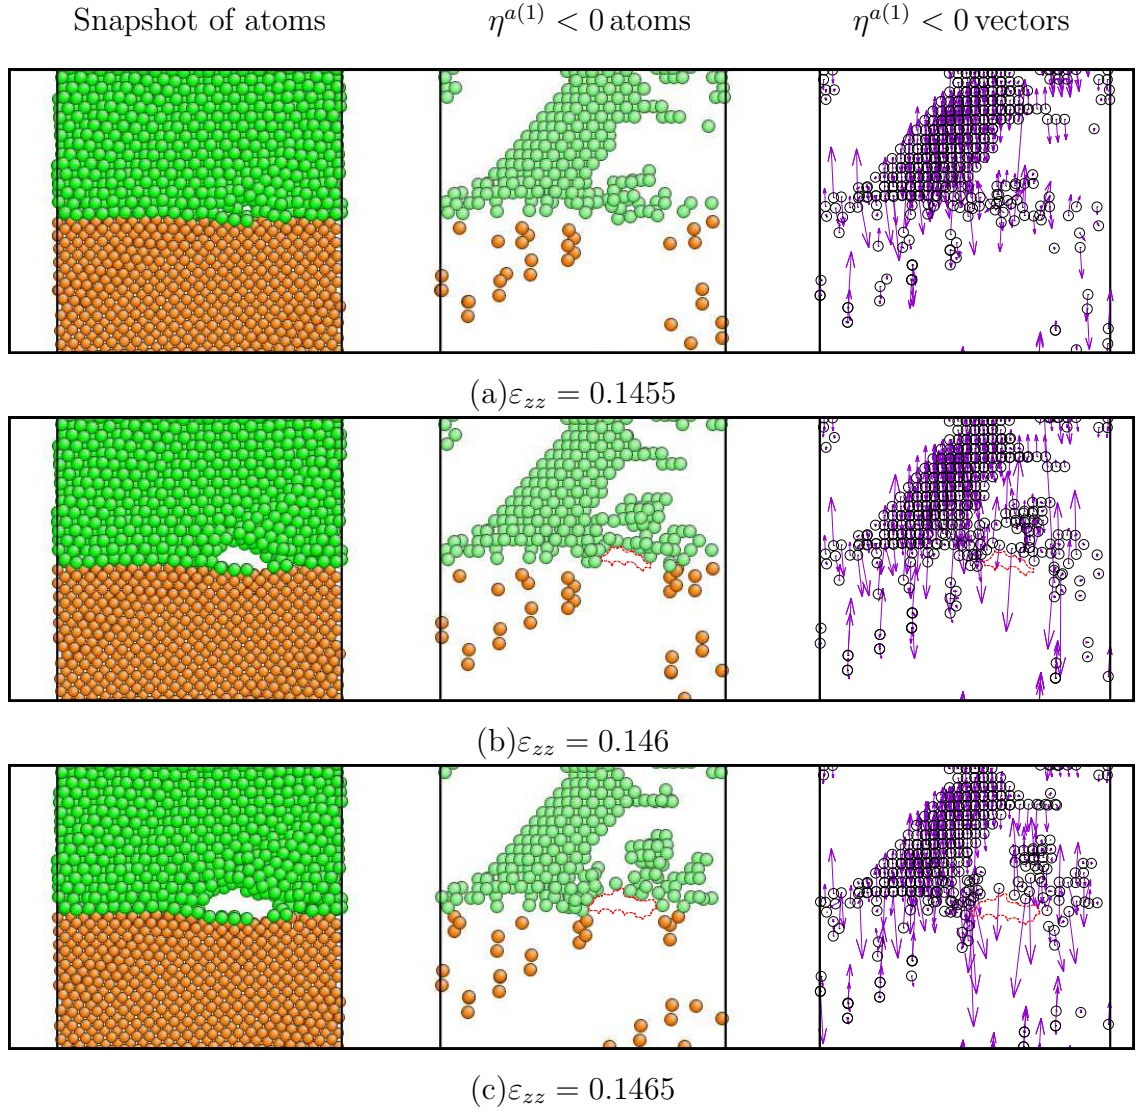 Snapshot of atoms
η^{a(1)} < 0 atoms
η^{a(1)} < 0 vectors
(a)ε_{zz} = 0.1455
(b)ε_{zz} = 0.146
(c)ε_{zz} = 0.1465